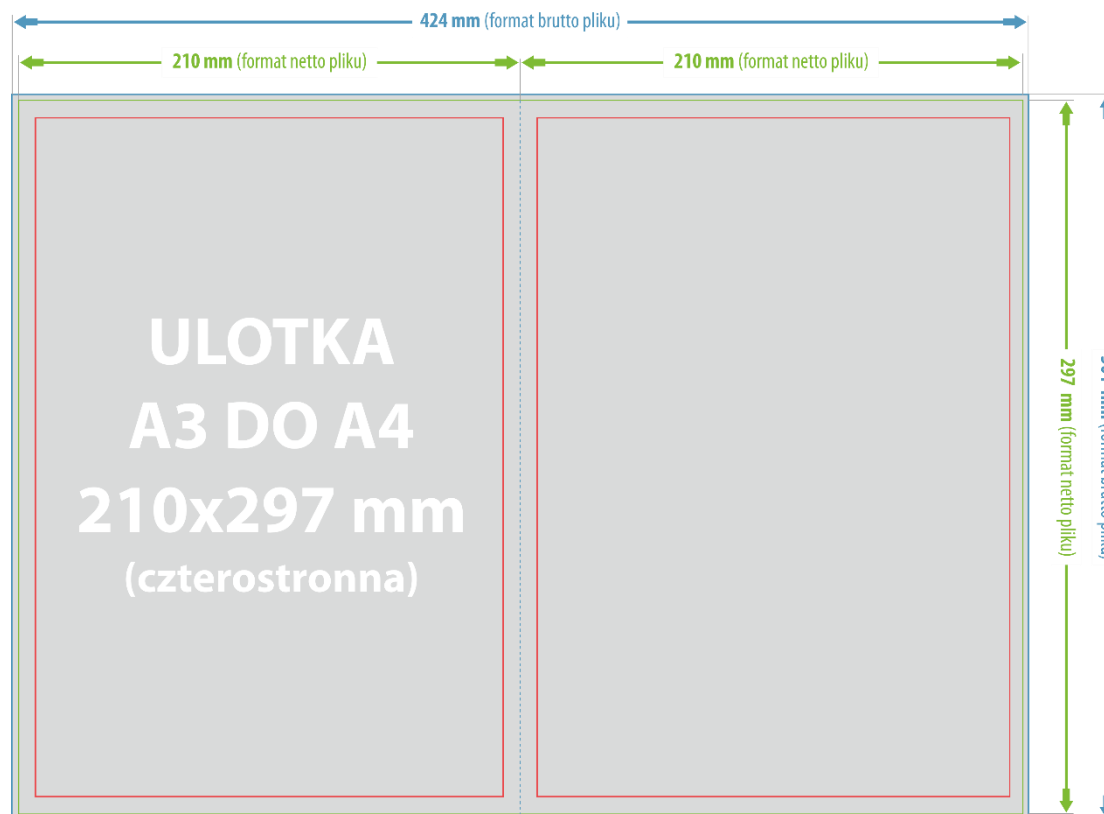 424 mm (format brutto pliku)
210 mm (format netto pliku)
210 mm (format netto pliku)
ULOTKA
A3 DO A4
210x297 mm
(czterostronna)
297 mm (format netto pliku)